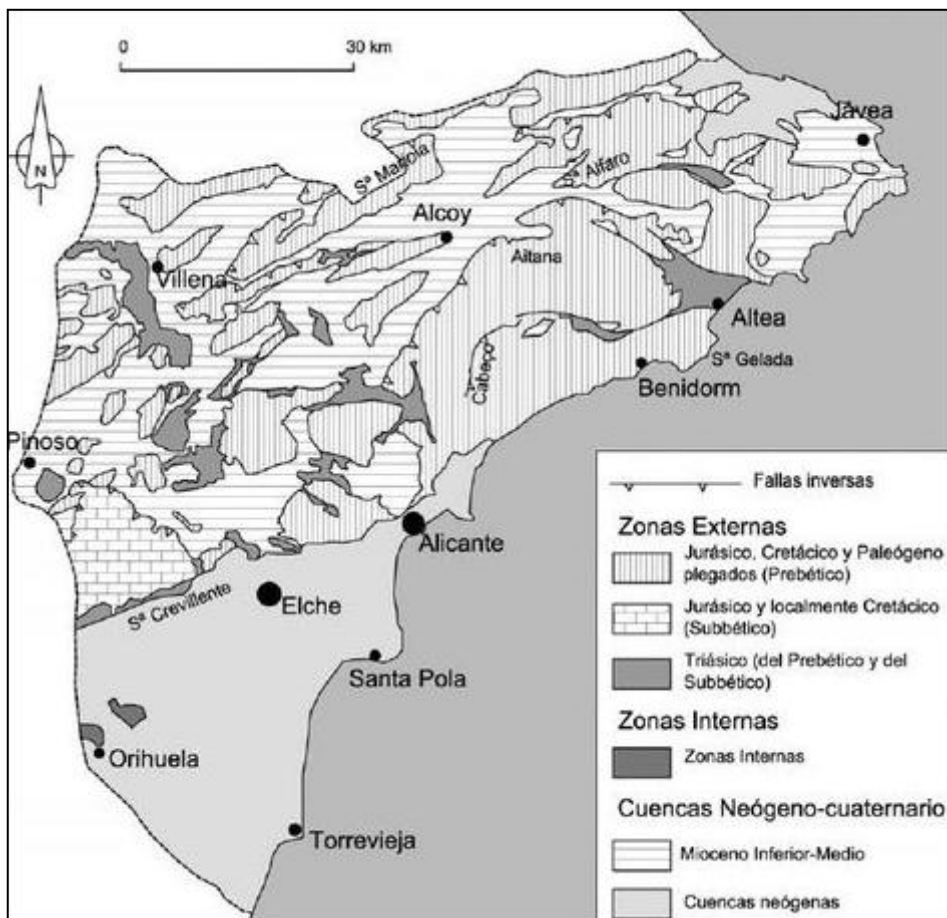 0 30 km
N
Jávea
Sª Mariola
Sª Alfaro
Alcoy
Aitana
Villena
Altea
Sª Gelada
Cabeço
Benidorm
Pinoso
Alicante
Sª Crevillente
Elche
Santa Pola
Orihuela
Torrevieja
Fallas inversas
Zonas Externas
Jurásico, Cretácico y Paleógeno
plegados (Prebético)
Jurásico y localmente Cretácico
(Subbético)
Triásico (del Prebético y del
Subbético)
Zonas Internas
Zonas Internas
Cuencas Neógeno-cuaternario
Mioceno Inferior-Medio
Cuencas neógenas